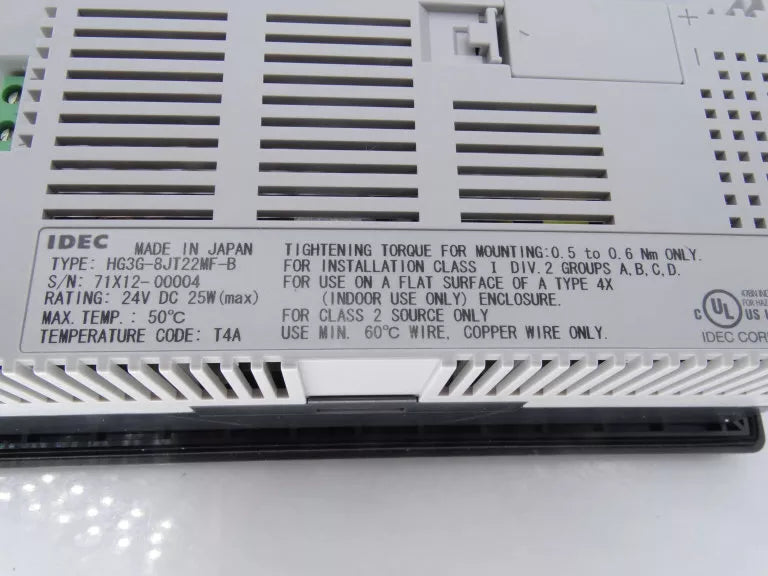 IDEC MADE IN JAPAN
TYPE: HG3G-8JT22MF-B
S/N: 71X12-00004
RATING: 24V DC 25W(max)
MAX.TEMP.: 50℃
TEMPERATURE CODE: T4A
TIGHTENING TORQUE FOR MOUNTING:0.5 to 0.6 Nm ONLY.
FOR INSTALLATION CLASS I DIV.2 GROUPS A,B,C,D.
FOR USE ON A FLAT SURFACE OF A TYPE 4X
(INDOOR USE ONLY) ENCLOSURE.
FOR CLASS 2 SOURCE ONLY
USE MIN. 60℃ WIRE, COPPER WIRE ONLY.
C UL US
IDEC
+